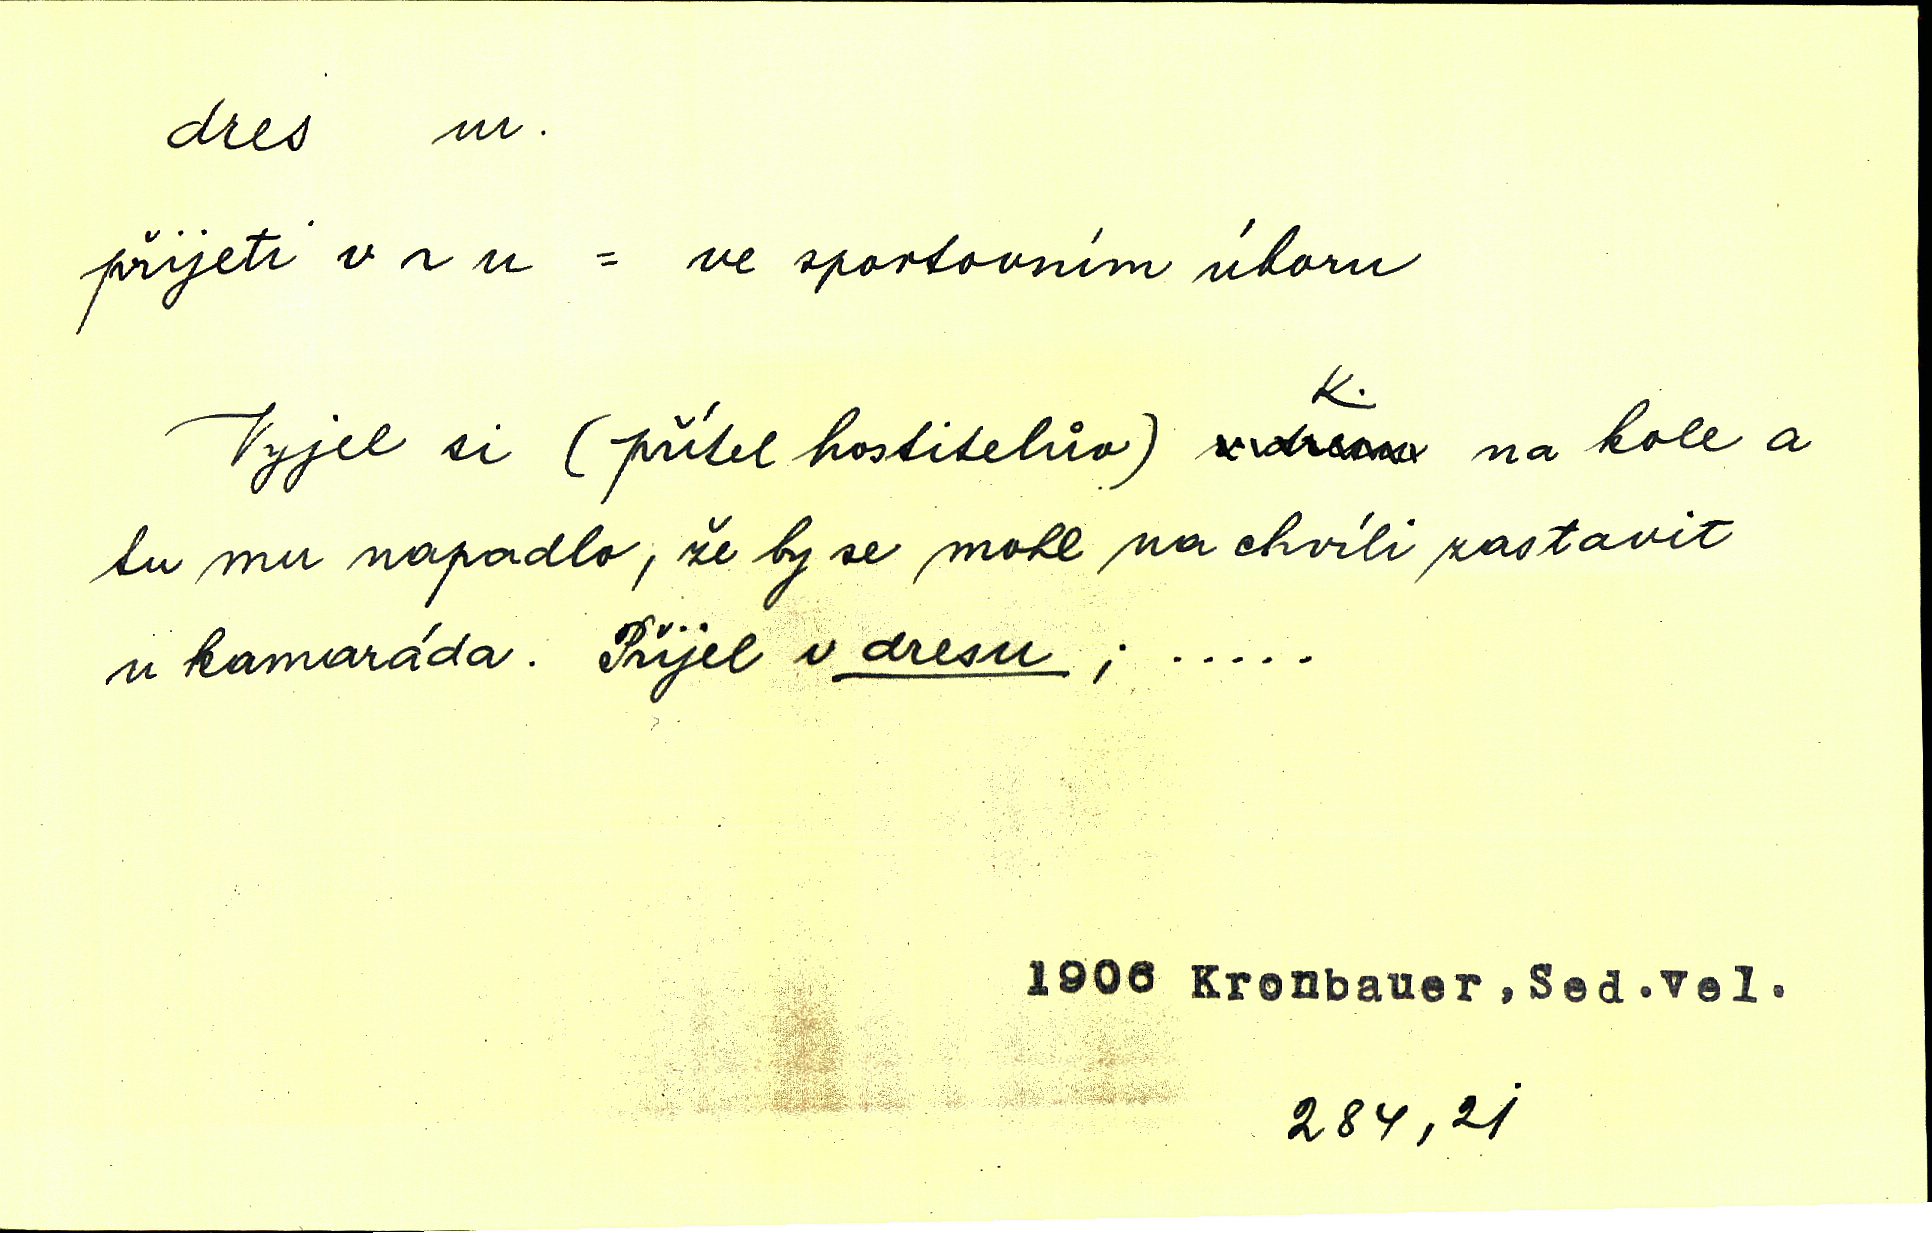 dres m.
přijeti v ~ u = ve sportovním úboru
K.
Vyjel si (přítel hostitelův) v dresu na kole a
tu mu napadlo, že by se mohl na chvíli zastavit
u kamaráda. Přijel v dresu ; .....
1906 Kronbauer, Sed.Vel.
284, 21